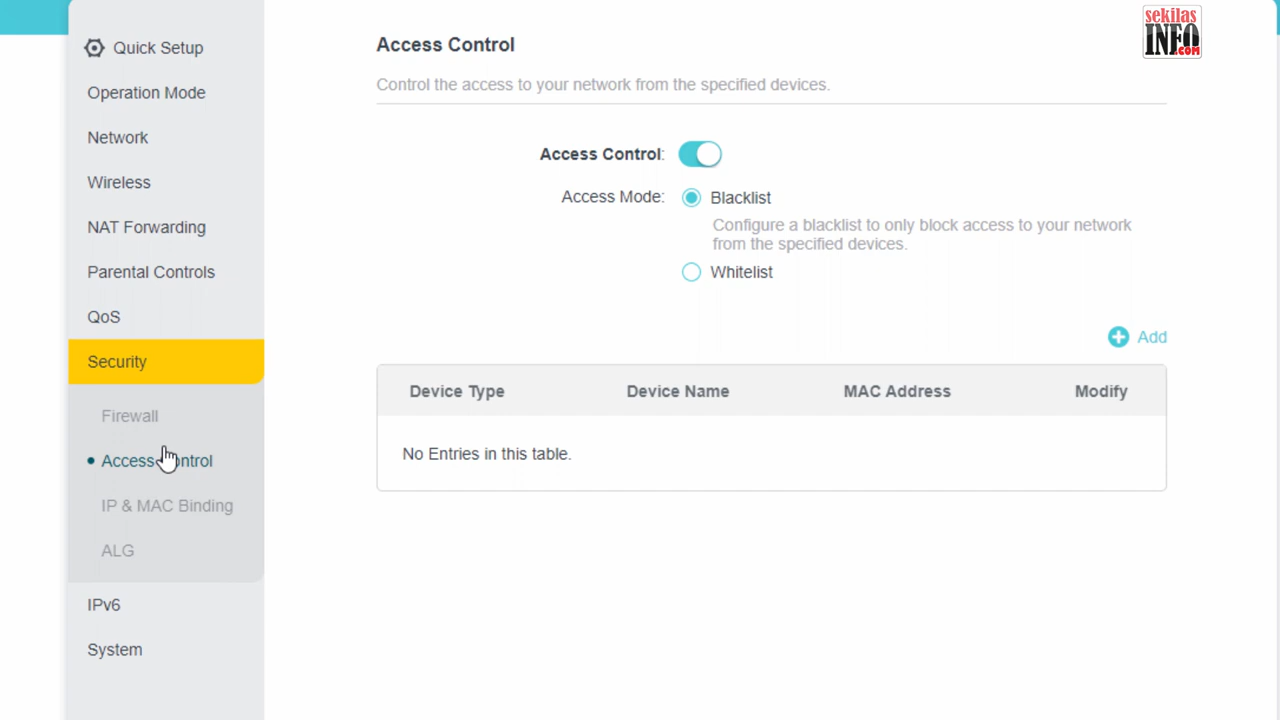 sekilas
INFO
.COM
Quick Setup
Operation Mode
Network
Wireless
NAT Forwarding
Parental Controls
QoS
Security
Firewall
Access Control
IP & MAC Binding
ALG
IPv6
System
Access Control
Control the access to your network from the specified devices.
Access Control:
Access Mode:
Blacklist
Configure a blacklist to only block access to your network
from the specified devices.
Whitelist
Add
Device Type Device Name MAC Address Modify
No Entries in this table.